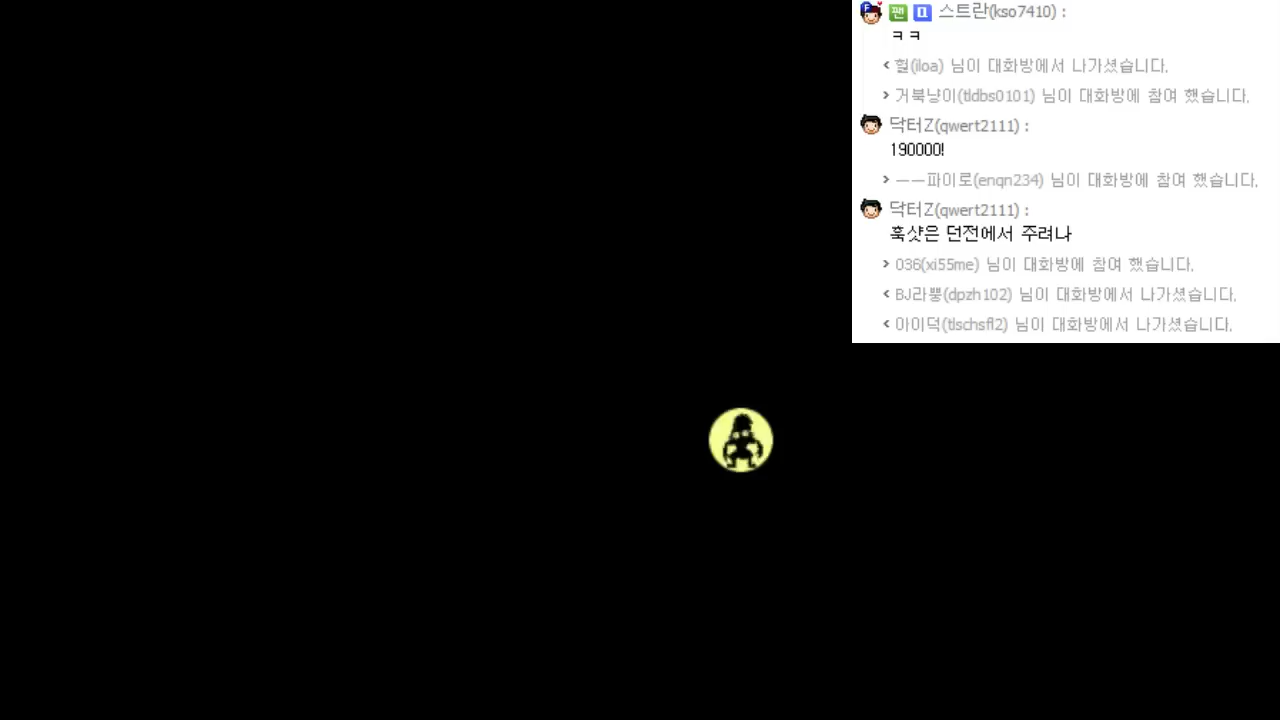 팬 스트란(kso7410) :
ㅋㅋ
< 헐(iloa) 님이 대화방에서 나가셨습니다.
> 거북냥이(tldbs0101) 님이 대화방에 참여 했습니다.
닥터Z(qwert2111) :
190000!
> ㅡㅡ파이로(enqn234) 님이 대화방에 참여 했습니다.
닥터Z(qwert2111) :
훅샷은 던전에서 주려나
> 036(xi55me) 님이 대화방에 참여 했습니다.
< BJ라뿡(dpzh102) 님이 대화방에서 나가셨습니다.
< 아이덕(tlschsfl2) 님이 대화방에서 나가셨습니다.